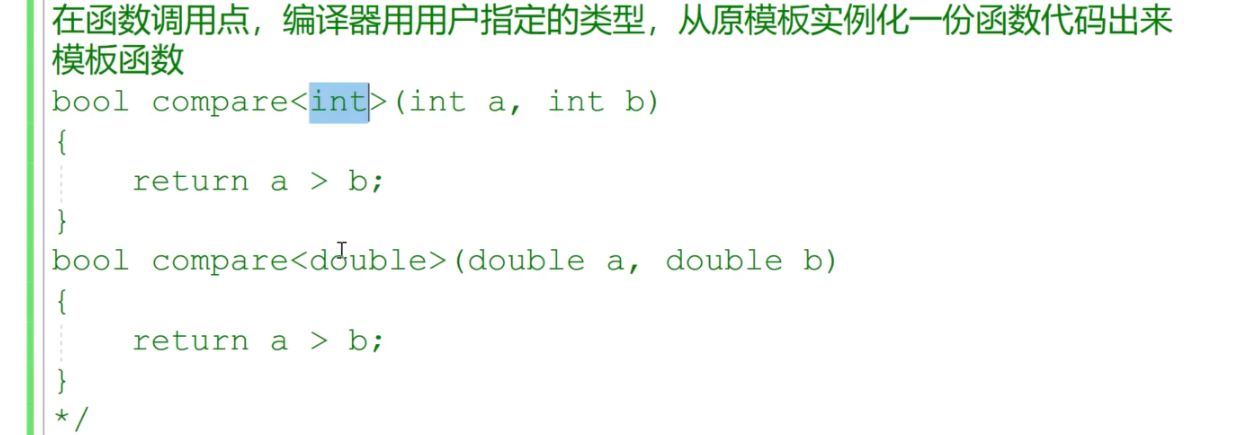 在函数调用点，编译器用用户指定的类型，从原模板实例化一份函数代码出来
模板函数
bool compare<int>(int a, int b)
{
    return a > b;
}
bool compare<double>(double a, double b)
{
    return a > b;
}
*/